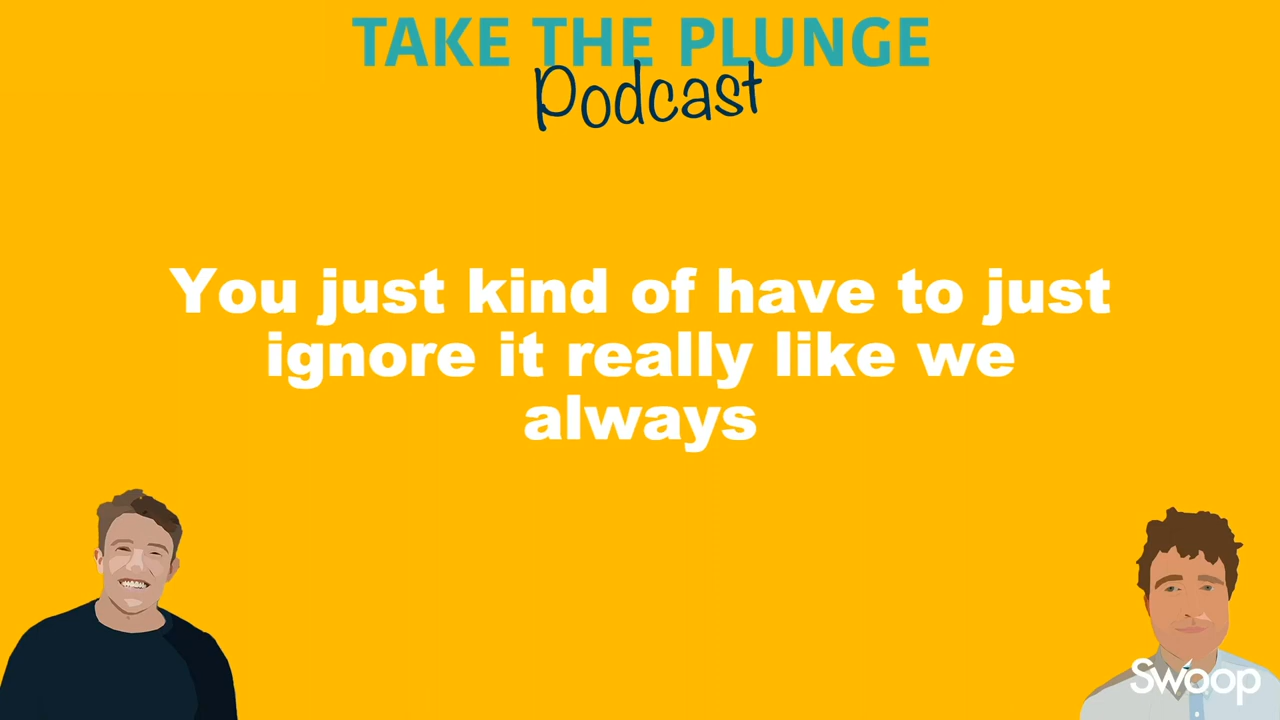 TAKE THE PLUNGE
Podcast
You just kind of have to just
ignore it really like we
always
Swoop